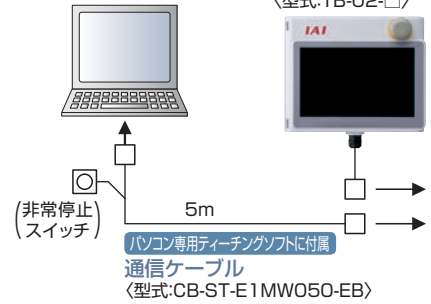 〈型式:TB-02-□〉
IAI
(非常停止
スイッチ)
5m
パソコン専用ティーチングソフトに付属
通信ケーブル
〈型式:CB-ST-E1MW050-EB〉